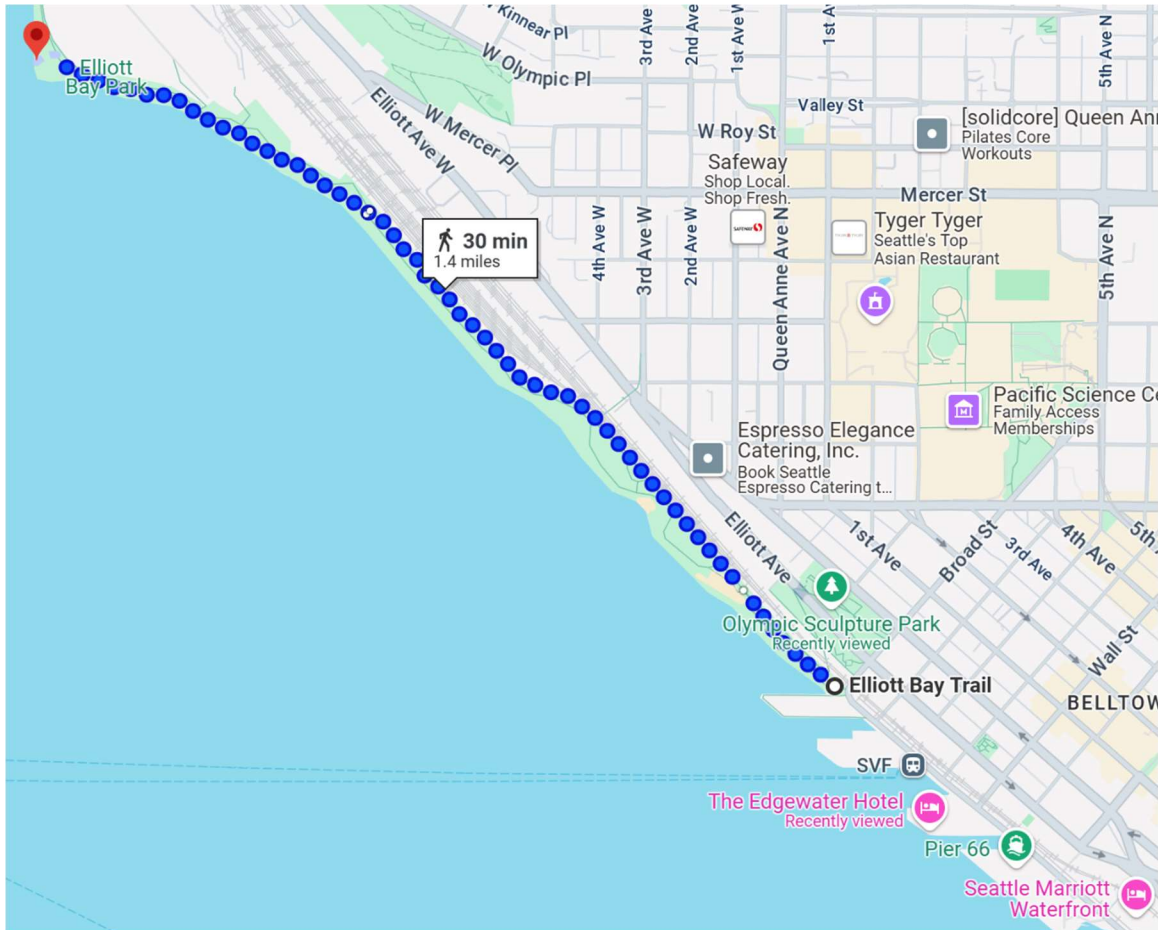 W Kinnear Pl
W Olympic Pl
3rd Ave
2nd Ave
1st Ave W
1st A
5th Ave N
Elliott
Bay Park
Elliott Ave W
W Mercer Pl
Valley St
W Roy St
[solidcore] Queen Ann
Pilates Core
Workouts
Safeway
Shop Local.
Shop Fresh.
SAFEWAY
Mercer St
Tyger Tyger
Seattle's Top
Asian Restaurant
30 min
1.4 miles
4th Ave W
3rd Ave W
2nd Ave W
Queen Anne Ave N
5th Ave N
Pacific Science Ce
Family Access
Memberships
Espresso Elegance
Catering, Inc.
Book Seattle
Espresso Catering t...
Elliott Ave
1st Ave
Broad St
3rd Ave
4th Ave
5th
Olympic Sculpture Park
Recently viewed
Wall St
Elliott Bay Trail
BELLTOW
SVF
The Edgewater Hotel
Recently viewed
Pier 66
Seattle Marriott
Waterfront